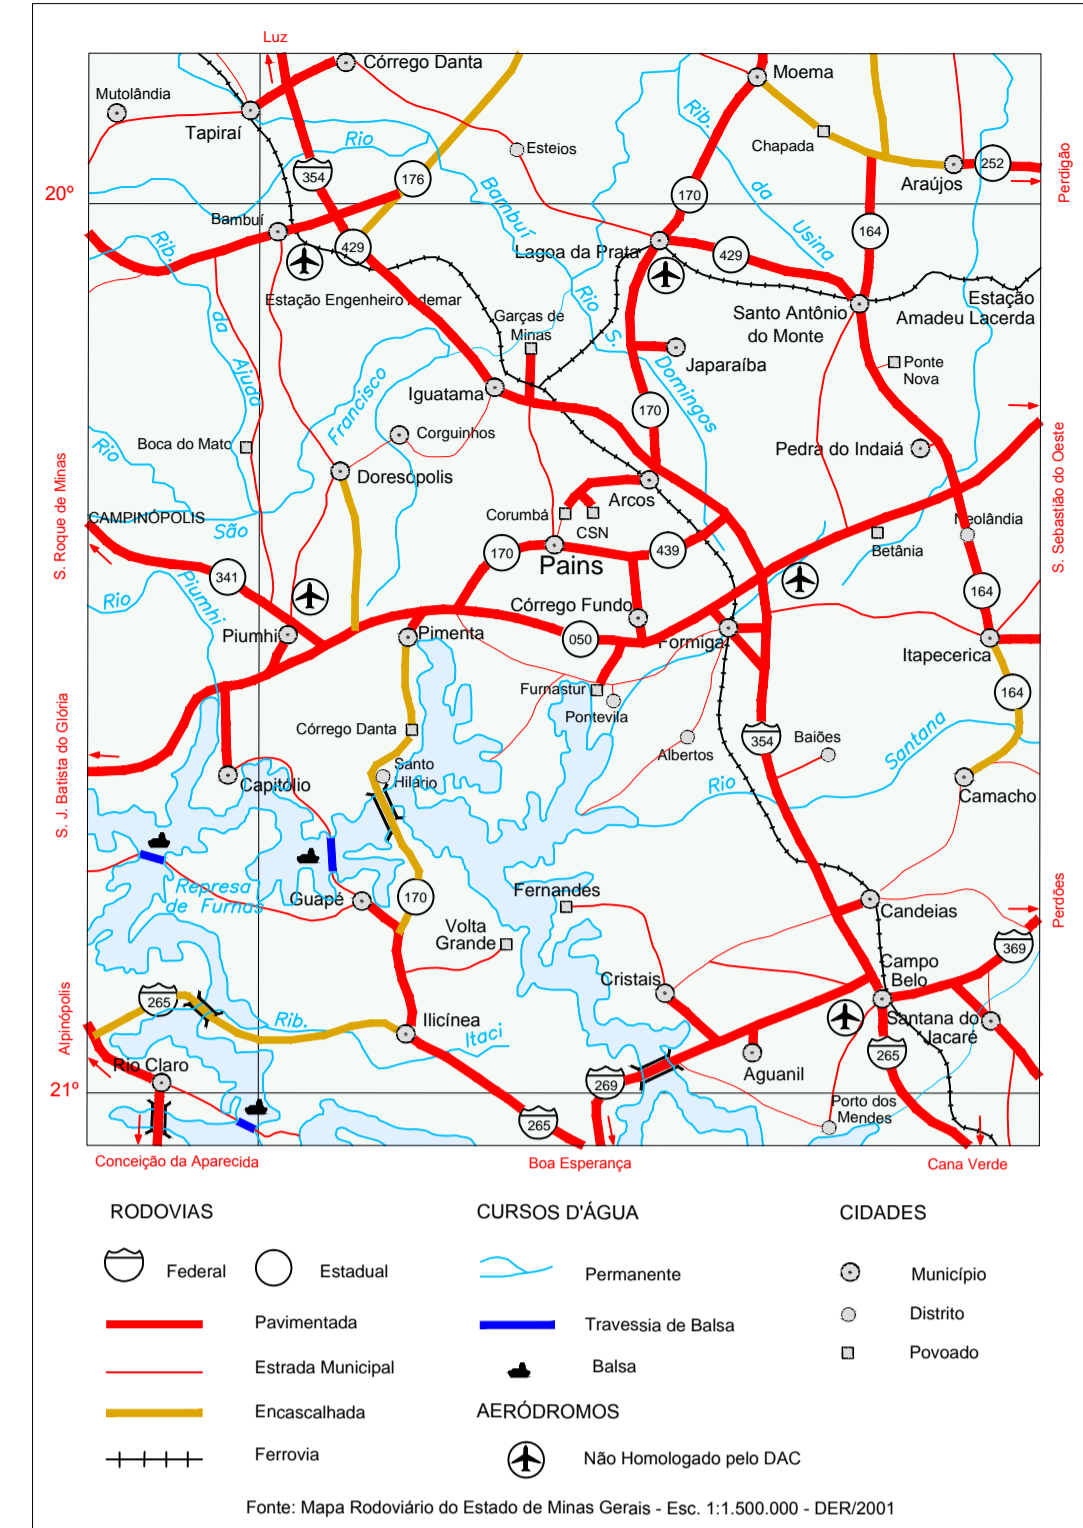 Luz
Córrego Danta
Moema
Mutolândia
Tapiraí
Rio
Rib.
Chapada
Esteios
354
176
252
Araújos
Perdigão
20º
170
da
Bambuí
Bambuí
Usina
164
Rib.
429
Lagoa da Prata
429
Estação Engenheiro Ademar
Rio
Estação
Amadeu Lacerda
Santo Antônio
do Monte
Garças de
Minas
da
S.
Ajuda
Domingos
Japaraíba
Ponte
Nova
Francisco
Iguatama
170
Corguinhos
Boca do Mato
Rio
Pedra do Indaiá
Doresópolis
Arcos
S. Roque de Minas
S. Sebastião do Oeste
CAMPINÓPOLIS
São
Corumbá
CSN
Neolândia
Betânia
170
439
Pains
341
Piumhi
Rio
164
Córrego Fundo
Piumhi
Pimenta
050
Formiga
Itapecerica
Furnastur
Pontevila
164
S. J. Batista do Glória
Córrego Danta
Albertos
354
Baiões
Santana
Santo
Hilário
Capitólio
Rio
Camacho
Represa
de Furnas
Guapé
170
Fernandes
Candeias
Perdões
Volta
Grande
369
Campo
Belo
Cristais
265
Alpinópolis
Rib.
Itaci
Ilicínea
Santana do
Jacaré
265
Rio Claro
Aguanil
21º
269
265
Porto dos
Mendes
Conceição da Aparecida
Boa Esperança
Cana Verde
RODOVIAS
CURSOS D'ÁGUA
CIDADES
Federal
Estadual
Permanente
Município
Pavimentada
Travessia de Balsa
Distrito
Estrada Municipal
Balsa
Povoado
Encascalhada
AERÓDROMOS
Ferrovia
Não Homologado pelo DAC
Fonte: Mapa Rodoviário do Estado de Minas Gerais - Esc. 1:1.500.000 - DER/2001